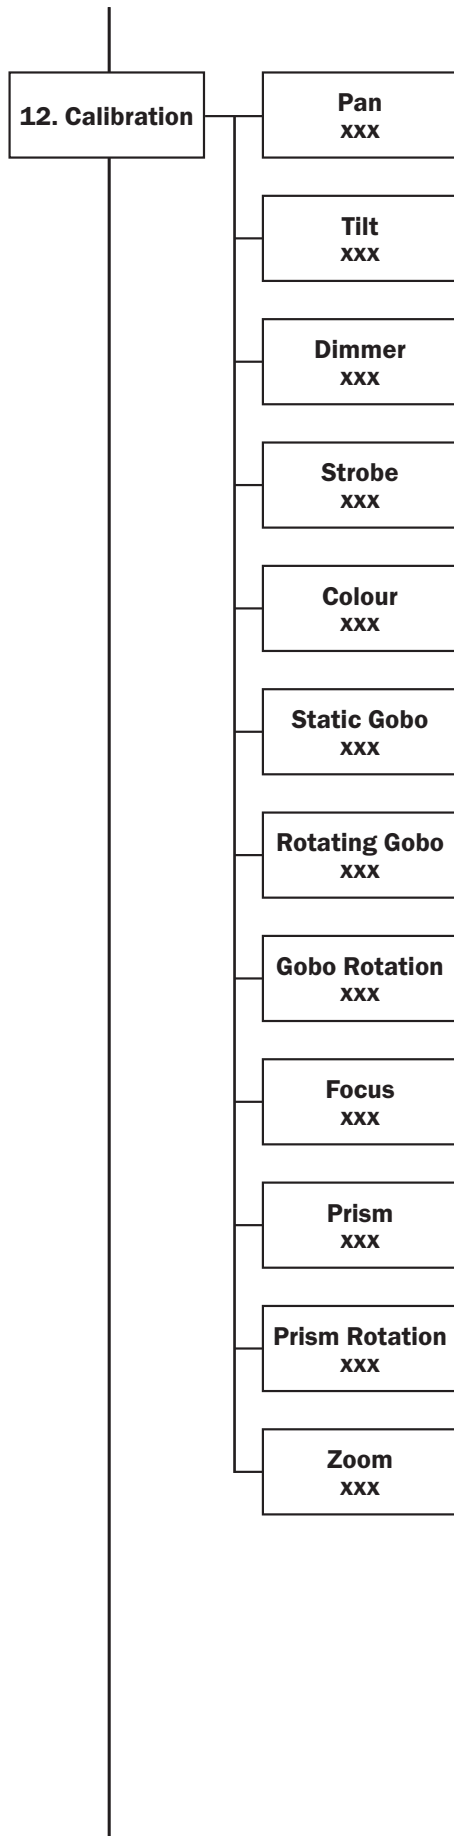 12. Calibration
Pan
xxx
Tilt
xxx
Dimmer
xxx
Strobe
xxx
Colour
xxx
Static Gobo
xxx
Rotating Gobo
xxx
Gobo Rotation
xxx
Focus
xxx
Prism
xxx
Prism Rotation
xxx
Zoom
xxx